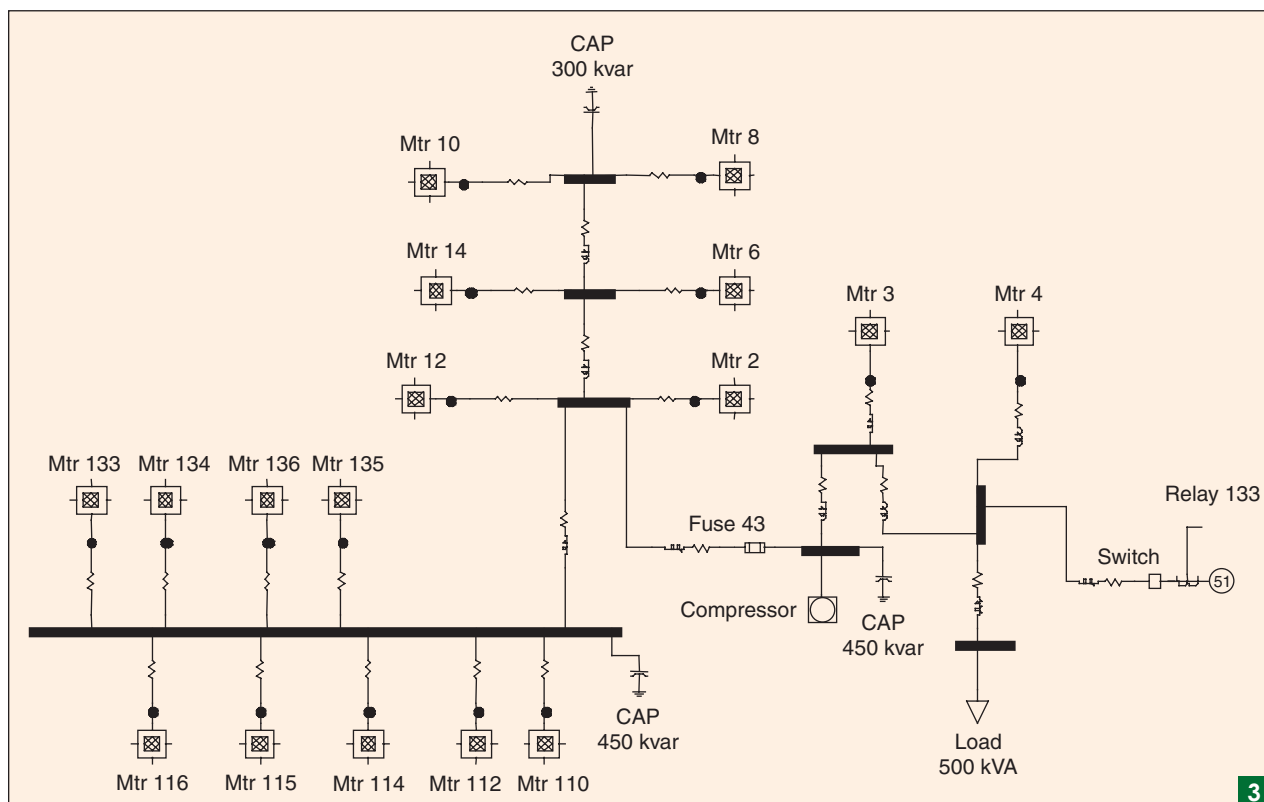 CAP
300 kvar
Mtr 10
Mtr 8
Mtr 14
Mtr 6
Mtr 3
Mtr 4
Mtr 12
Mtr 2
Mtr 133
Mtr 134
Mtr 136
Mtr 135
Relay 133
Fuse 43
Switch
51
Compressor
CAP
450 kvar
CAP
450 kvar
Load
500 kVA
Mtr 116
Mtr 115
Mtr 114
Mtr 112
Mtr 110
3